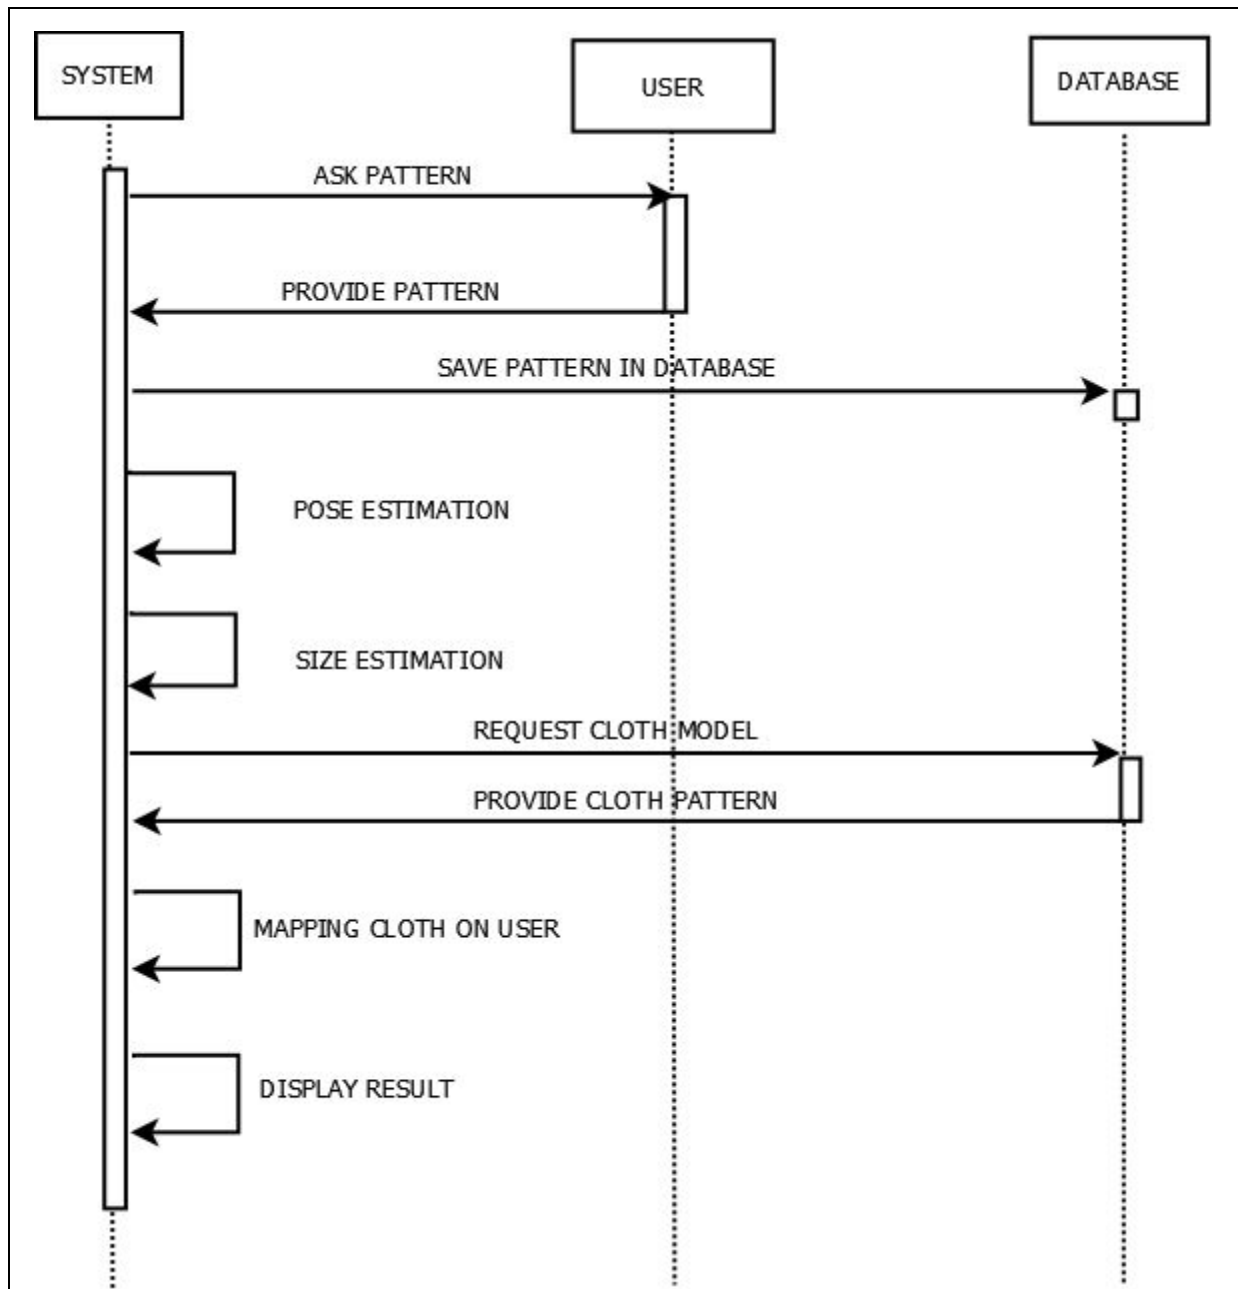 SYSTEM
USER
DATABASE
ASK PATTERN
PROVIDE PATTERN
SAVE PATTERN IN DATABASE
POSE ESTIMATION
SIZE ESTIMATION
REQUEST CLOTH MODEL
PROVIDE CLOTH PATTERN
MAPPING CLOTH ON USER
DISPLAY RESULT